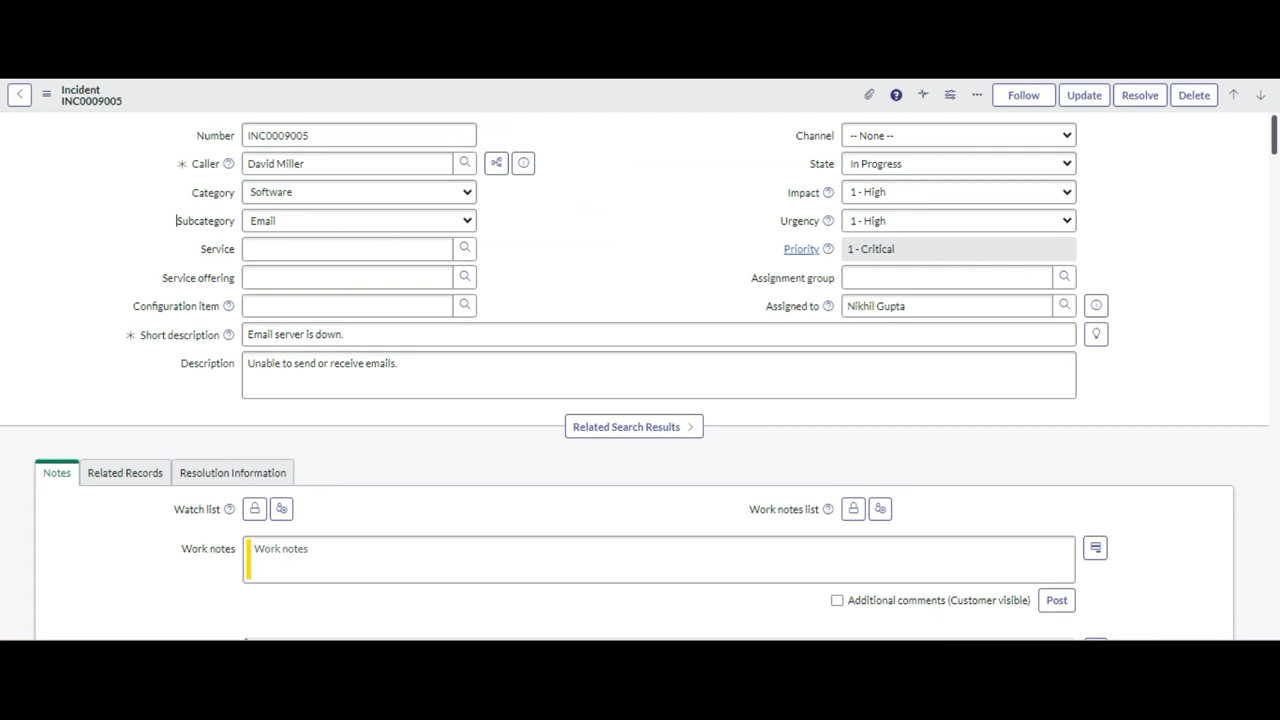 Incident
INC0009005
Follow
Update
Resolve
Delete
Number INC0009005
Channel -- None --
Caller David Miller
State In Progress
Category Software
Impact 1 - High
Subcategory Email
Urgency 1 - High
Service
Priority 1 - Critical
Service offering
Assignment group
Configuration item
Assigned to Nikhil Gupta
Short description Email server is down.
Description Unable to send or receive emails.
Related Search Results
Notes
Related Records
Resolution Information
Watch list
Work notes list
Work notes Work notes
Additional comments (Customer visible)
Post